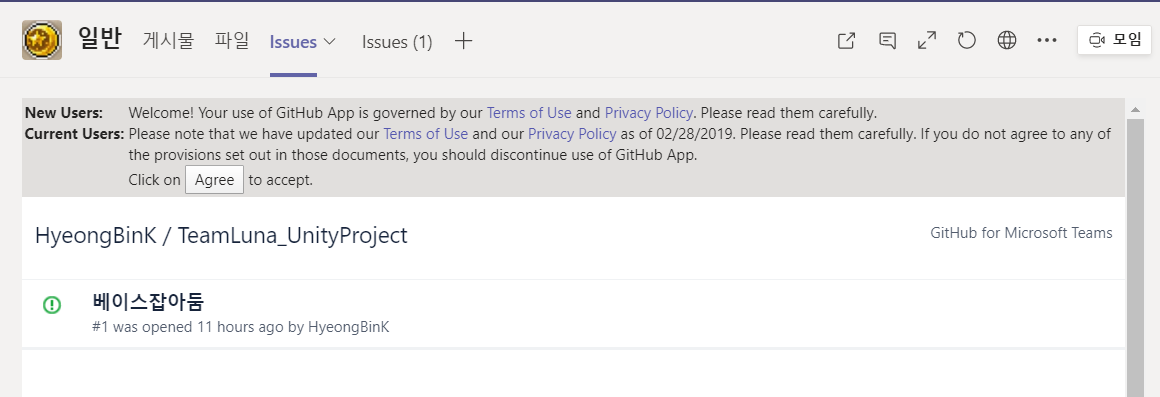 일반 게시물 파일 Issues Issues (1) 모임
New Users: Welcome! Your use of GitHub App is governed by our Terms of Use and Privacy Policy. Please read them carefully.
Current Users: Please note that we have updated our Terms of Use and our Privacy Policy as of 02/28/2019. Please read them carefully. If you do not agree to any of
the provisions set out in those documents, you should discontinue use of GitHub App.
Click on Agree to accept.
HyeongBinK / TeamLuna_UnityProject GitHub for Microsoft Teams
베이스잡아둠
#1 was opened 11 hours ago by HyeongBinK